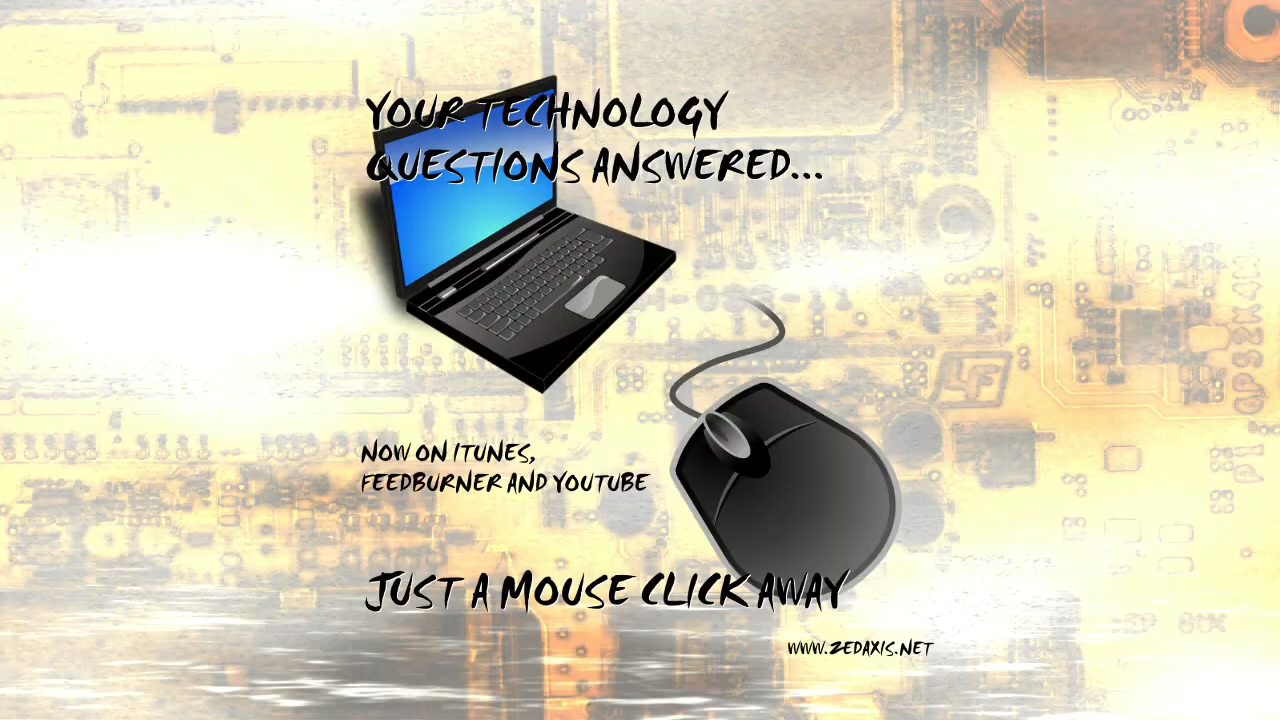 YOUR TECHNOLOGY
QUESTIONS ANSWERED...
NOW ON ITUNES,
FEEDBURNER AND YOUTUBE
JUST A MOUSE CLICK AWAY
WWW.ZEDAXIS.NET